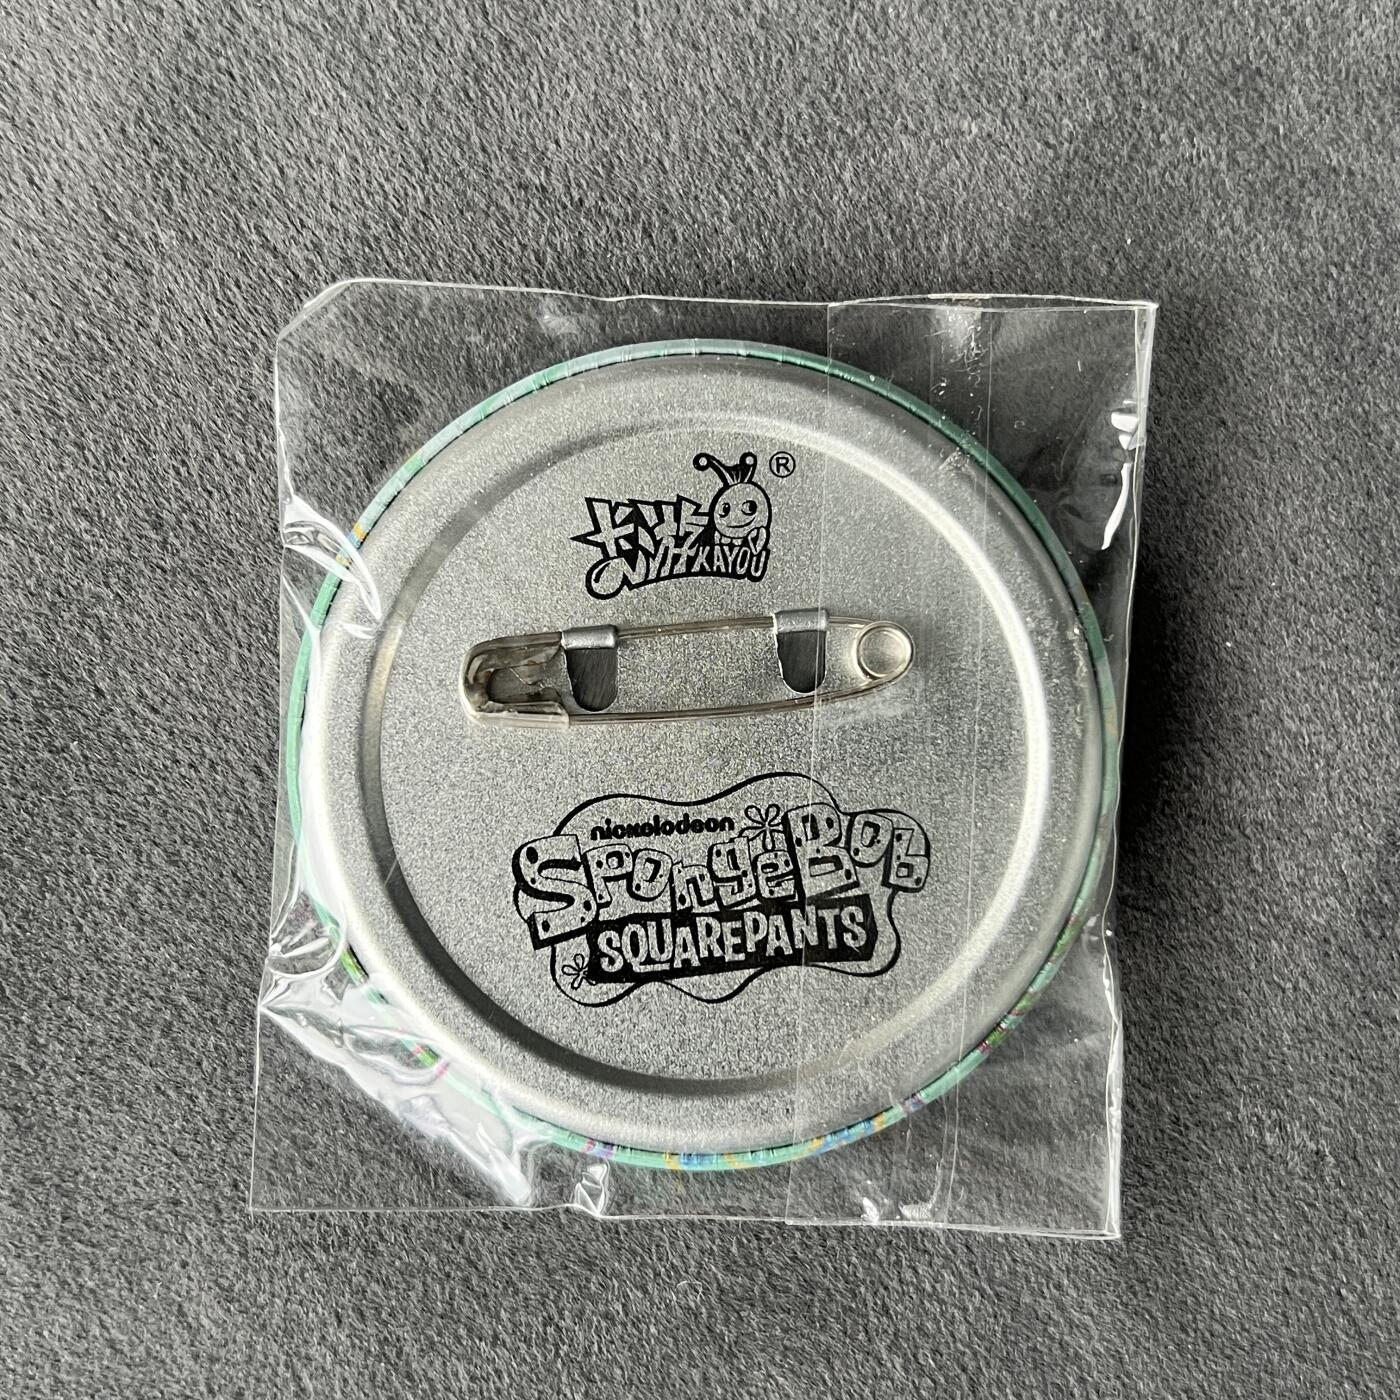 ®
卡游
KAYOU
nickelodeon
SpongeBob
SQUAREPANTS